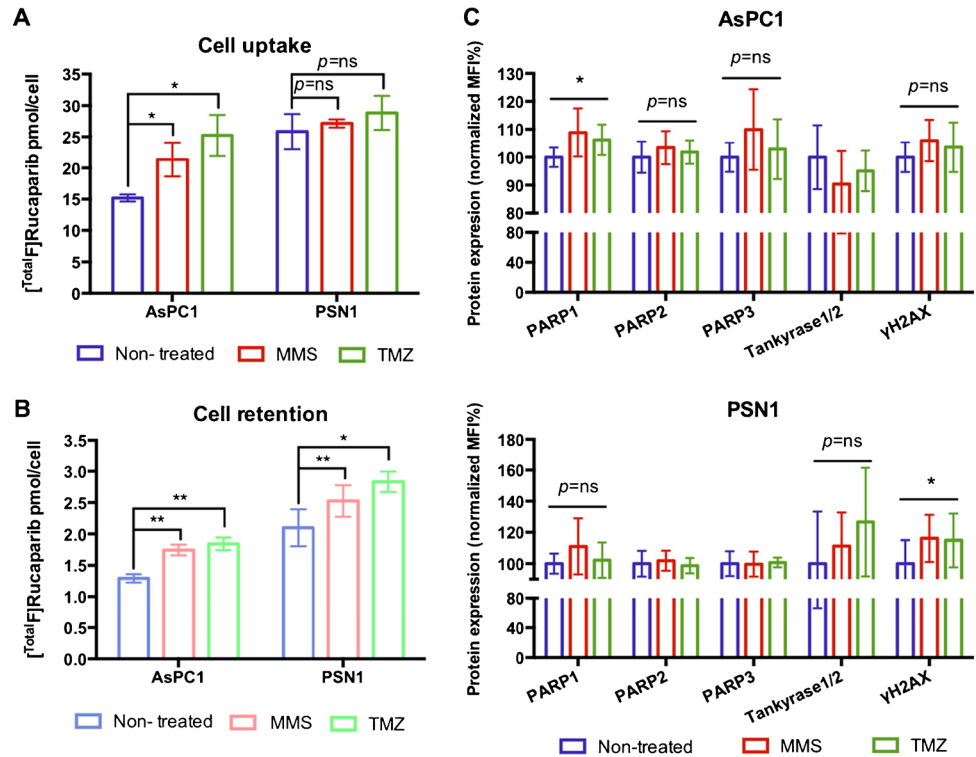 A
Cell uptake
[TotalF]Rucaparib pmol/cell
35
30
25
20
15
10
5
0
*
*
p=ns
p=ns
AsPC1
PSN1
Non- treated
MMS
TMZ
B
Cell retention
[TotalF]Rucaparib pmol/cell
3.5
3.0
2.5
2.0
1.5
1.0
0.5
0.0
**
**
*
**
AsPC1
PSN1
Non- treated
MMS
TMZ
C
AsPC1
Protein expresion (normalized MFI%)
130
120
110
100
90
80
80
40
0
*
p=ns
p=ns
p=ns
PARP1
PARP2
PARP3
Tankyrase1/2
γH2AX
PSN1
Protein expression (normalized MFI%)
180
160
140
120
100
80
40
0
p=ns
p=ns
*
PARP1
PARP2
PARP3
Tankyrase1/2
γH2AX
Non-treated
MMS
TMZ